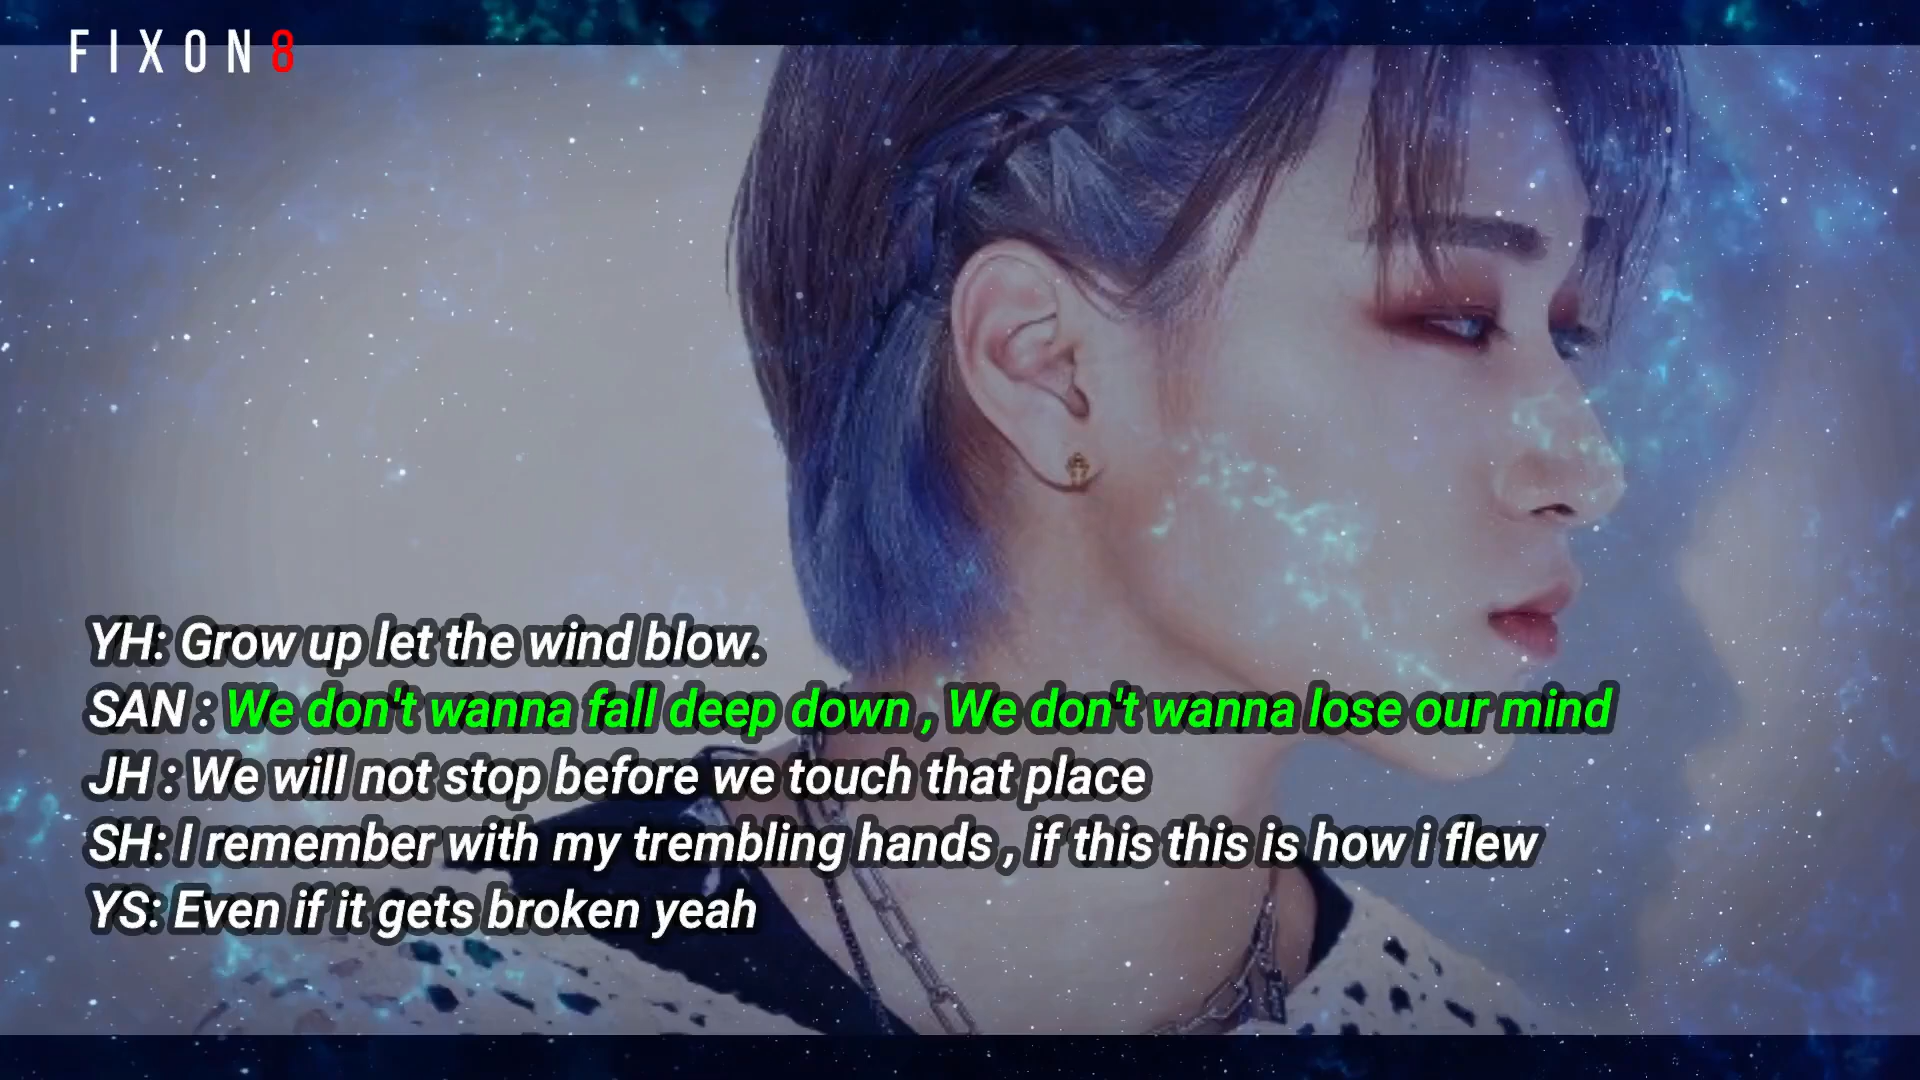 FIXON8
YH: Grow up let the wind blow.
SAN : We don't wanna fall deep down , We don't wanna lose our mind
JH : We will not stop before we touch that place
SH: I remember with my trembling hands , if this this is how i flew
YS: Even if it gets broken yeah